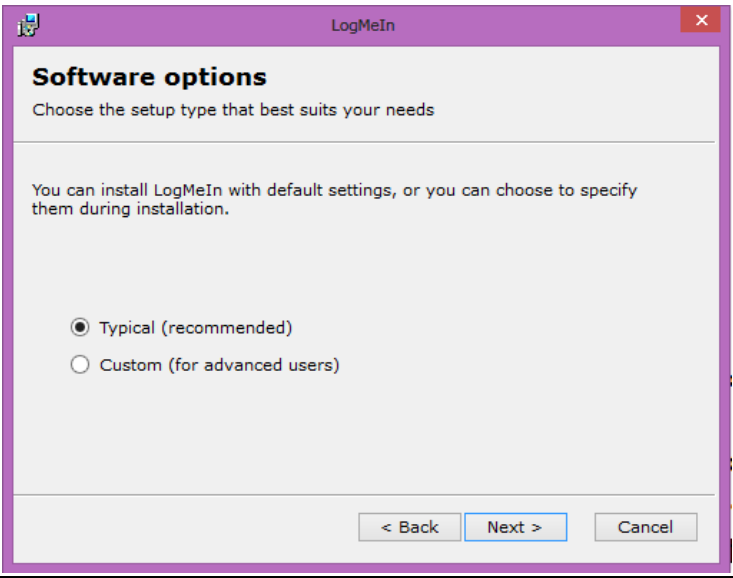 LogMeIn
Software options
Choose the setup type that best suits your needs
You can install LogMeIn with default settings, or you can choose to specify
them during installation.
Typical (recommended)
Custom (for advanced users)
< Back Next > Cancel